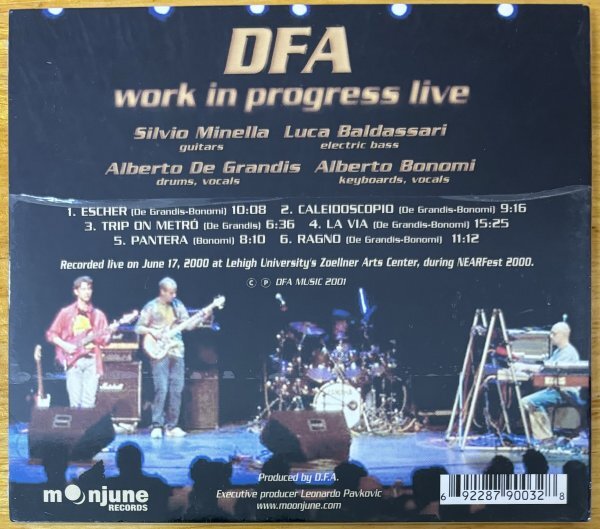 DFA
work in progress live
Silvio Minella Luca Baldassari
guitars electric bass
Alberto De Grandis Alberto Bonomi
drums, vocals keyboards, vocals
1. ESCHER (De Grandis-Bonomi) 10:08 2. CALEIDOSCOPIO (De Grandis-Bonomi) 9:16
3. TRIP ON METRÓ (De Grandis) 6:36 4. LA VIA (De Grandis-Bonomi) 15:25
5. PANTERA (Bonomi) 8:10 6. RAGNO (De Grandis-Bonomi) 11:12
Recorded live on June 17, 2000 at Lehigh University's Zoellner Arts Center, during NEARFest 2000.
© ℗ DFA MUSIC 2001
Marshall
Produced by D.F.A.
Executive producer Leonardo Pavkovic
www.moonjune.com
moonjune
RECORDS
6 92287 90032 8